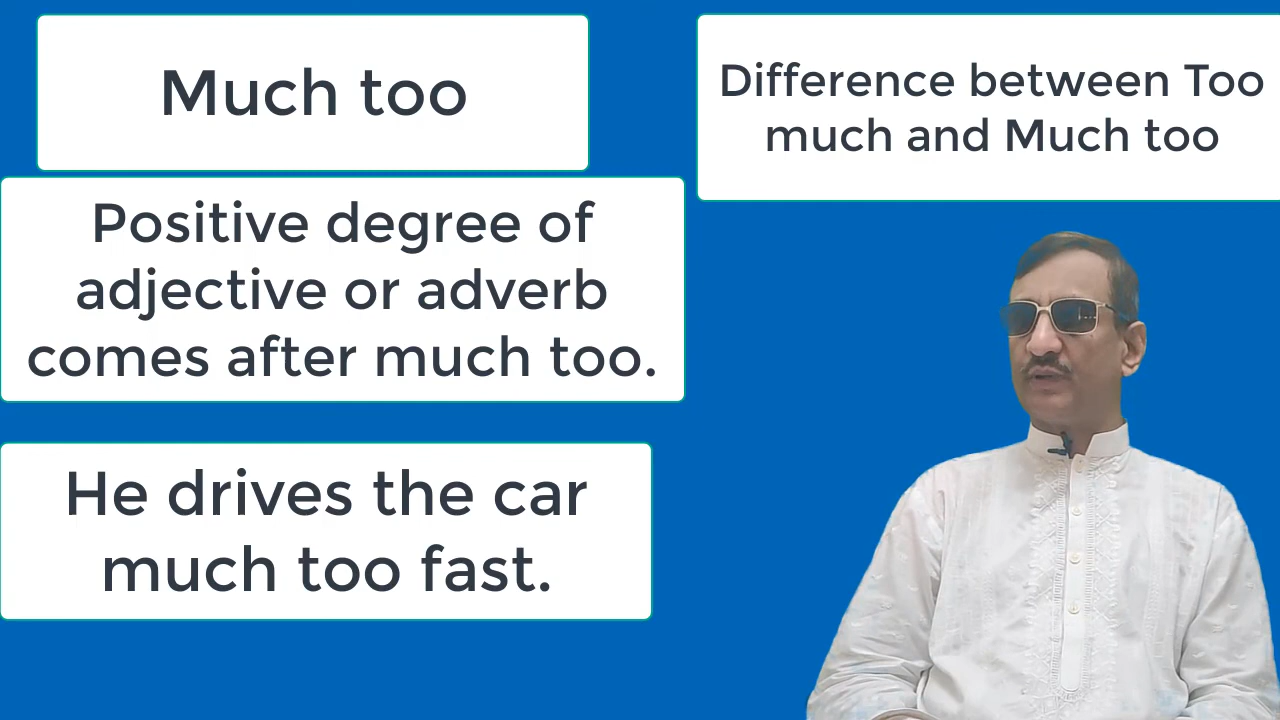 Much too
Difference between Too
much and Much too
Positive degree of
adjective or adverb
comes after much too.
He drives the car
much too fast.